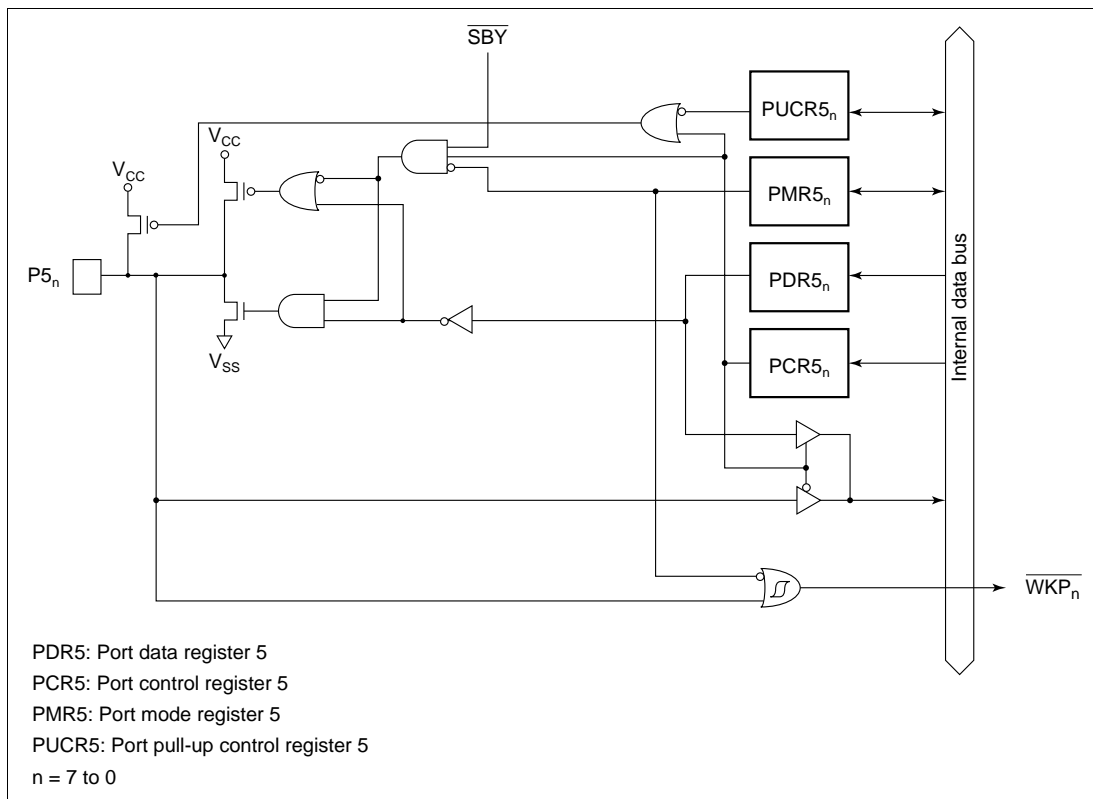 SBY
PUCR5n
VCC
VCC
PMR5n
P5n
PDR5n
VSS
PCR5n
Internal data bus
WKPn
PDR5: Port data register 5
PCR5: Port control register 5
PMR5: Port mode register 5
PUCR5: Port pull-up control register 5
n = 7 to 0